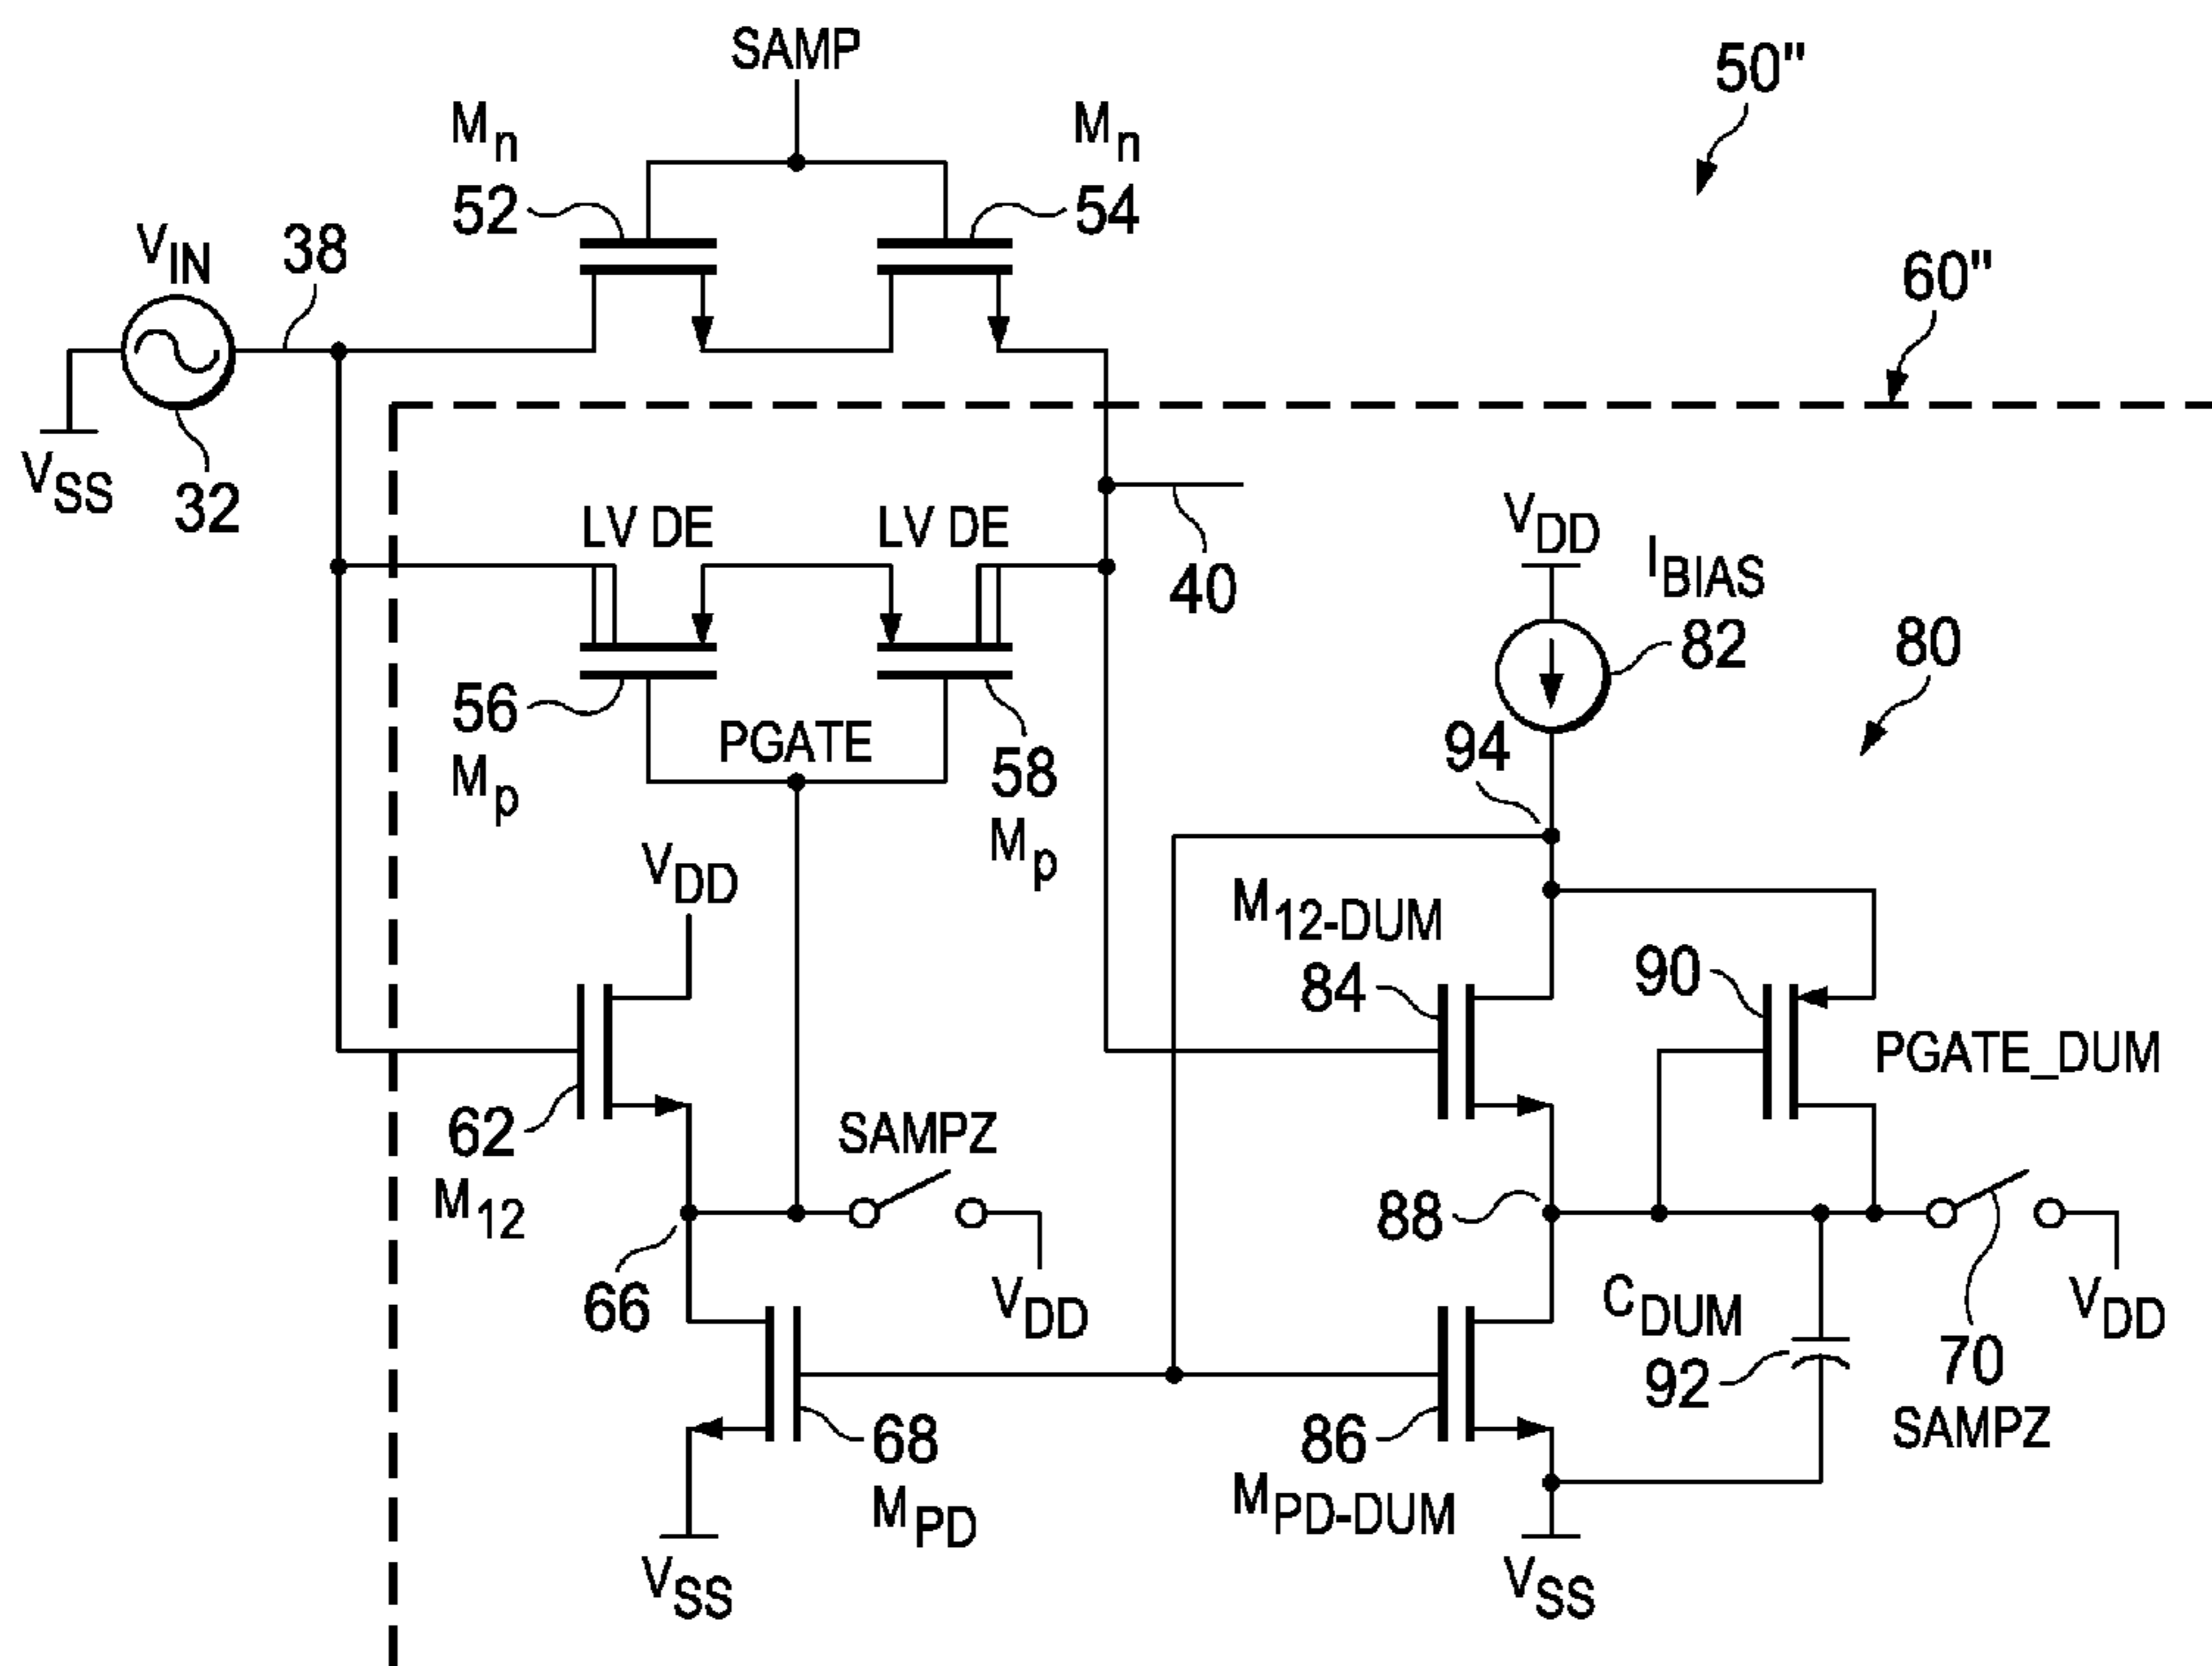 SAMP
Mn
52
Mn
54
50"
VIN
38
60"
VSS
32
LV DE
LV DE
40
VDD
IBIAS
82
80
56
Mp
PGATE
58
Mp
94
VDD
M12-DUM
84
90
PGATE_DUM
62
M12
SAMPZ
66
VDD
88
CDUM
92
70
SAMPZ
VDD
68
MPD
86
MPD-DUM
VSS
VSS